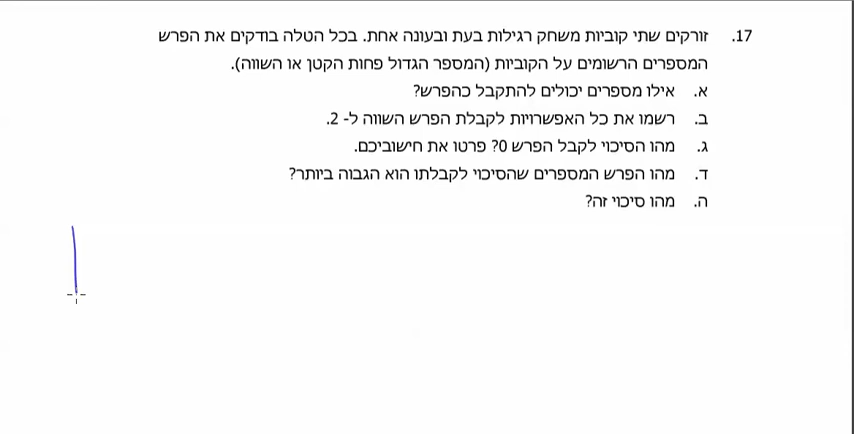 17. זורקים שתי קוביות משחק רגילות בעת ובעונה אחת. בכל הטלה בודקים את הפרש
המספרים הרשומים על הקוביות (המספר הגדול פחות הקטן או השווה).
א. אילו מספרים יכולים להתקבל כהפרש?
ב. רשמו את כל האפשרויות לקבלת הפרש השווה ל- 2.
ג. מהו הסיכוי לקבל הפרש 0? פרטו את חישוביכם.
ד. מהו הפרש המספרים שהסיכוי לקבלתו הוא הגבוה ביותר?
ה. מהו סיכוי זה?